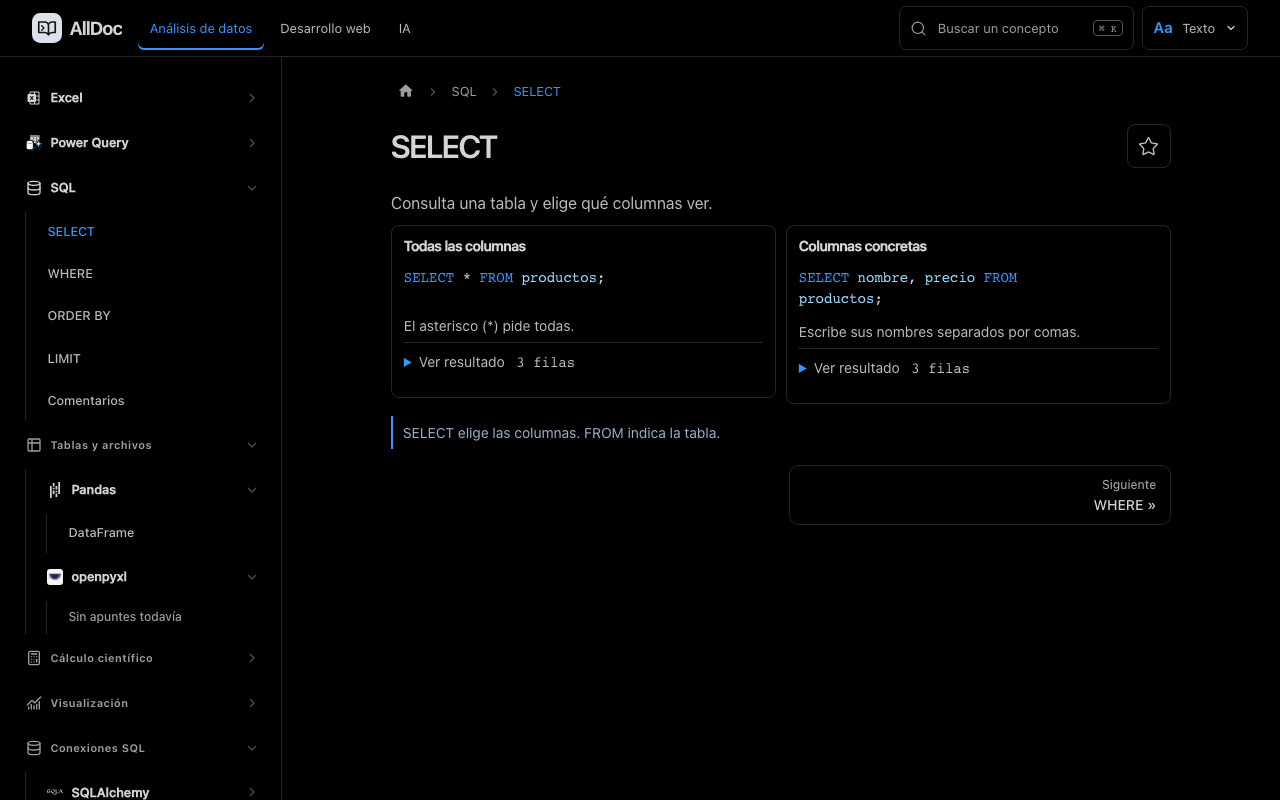 AllDoc
Análisis de datos
Desarrollo web
IA
Buscar un concepto
⌘ K
Aa Texto
Excel
Power Query
SQL
SELECT
WHERE
ORDER BY
LIMIT
Comentarios
Tablas y archivos
Pandas
DataFrame
openpyxl
Sin apuntes todavía
Cálculo científico
Visualización
Conexiones SQL
SQLAlchemy
SQL
SELECT
SELECT
Consulta una tabla y elige qué columnas ver.
Todas las columnas
SELECT * FROM productos;
El asterisco (*) pide todas.
Ver resultado 3 filas
Columnas concretas
SELECT nombre, precio FROM
productos;
Escribe sus nombres separados por comas.
Ver resultado 3 filas
SELECT elige las columnas. FROM indica la tabla.
Siguiente
WHERE »